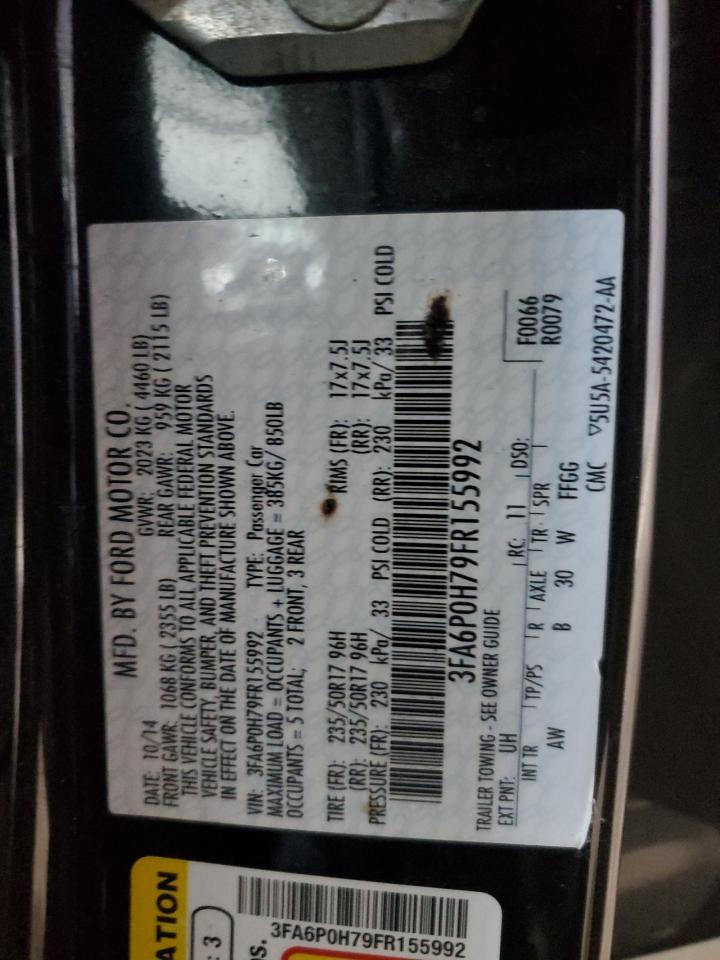 MFD. BY FORD MOTOR CO.
DATE: 10/14 GVWR: 2023 KG ( 4460 LB)
FRONT GAWR: 1068 KG ( 2355 LB) REAR GAWR: 959 KG ( 2115 LB)
THIS VEHICLE CONFORMS TO ALL APPLICABLE FEDERAL MOTOR
VEHICLE SAFETY, BUMPER, AND THEFT PREVENTION STANDARDS
IN EFFECT ON THE DATE OF MANUFACTURE SHOWN ABOVE.
VIN: 3FA6P0H79FR155992 TYPE: Passenger Car
MAXIMUM LOAD = OCCUPANTS + LUGGAGE = 385KG/ 850LB
OCCUPANTS = 5 TOTAL; 2 FRONT, 3 REAR
TIRE (FR): 235/50R17 96H RIMS (FR): 17x7.5J
(RR): 235/50R17 96H (RR): 17x7.5J
PRESSURE (FR): 230 kPa/ 33 PSI COLD (RR): 230 kPa/ 33 PSI COLD
3FA6P0H79FR155992
TRAILER TOWING - SEE OWNER GUIDE
EXT PNT: UH RC: 11 DSO: F0066
INT TR TP/PS R AXLE TR SPR R0079
AW B 30 W FFGG
CMC ▽5U5A-5420472-AA
ATION
: 3
os.
3FA6P0H79FR155992